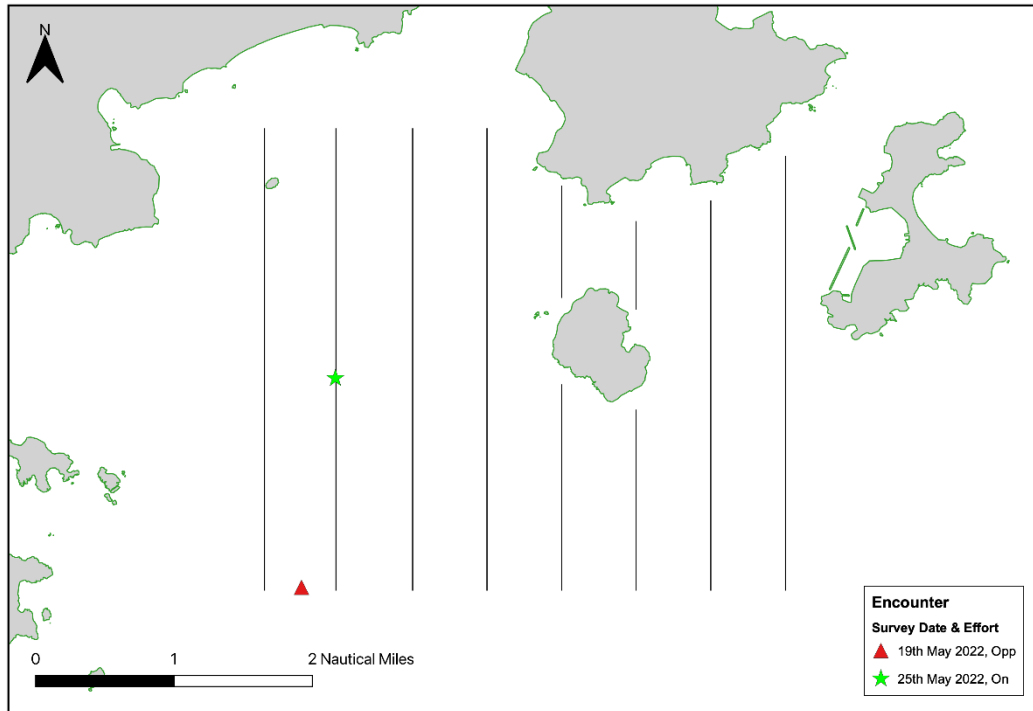 N
0 1 2 Nautical Miles
Encounter
Survey Date & Effort
19th May 2022, Opp
25th May 2022, On